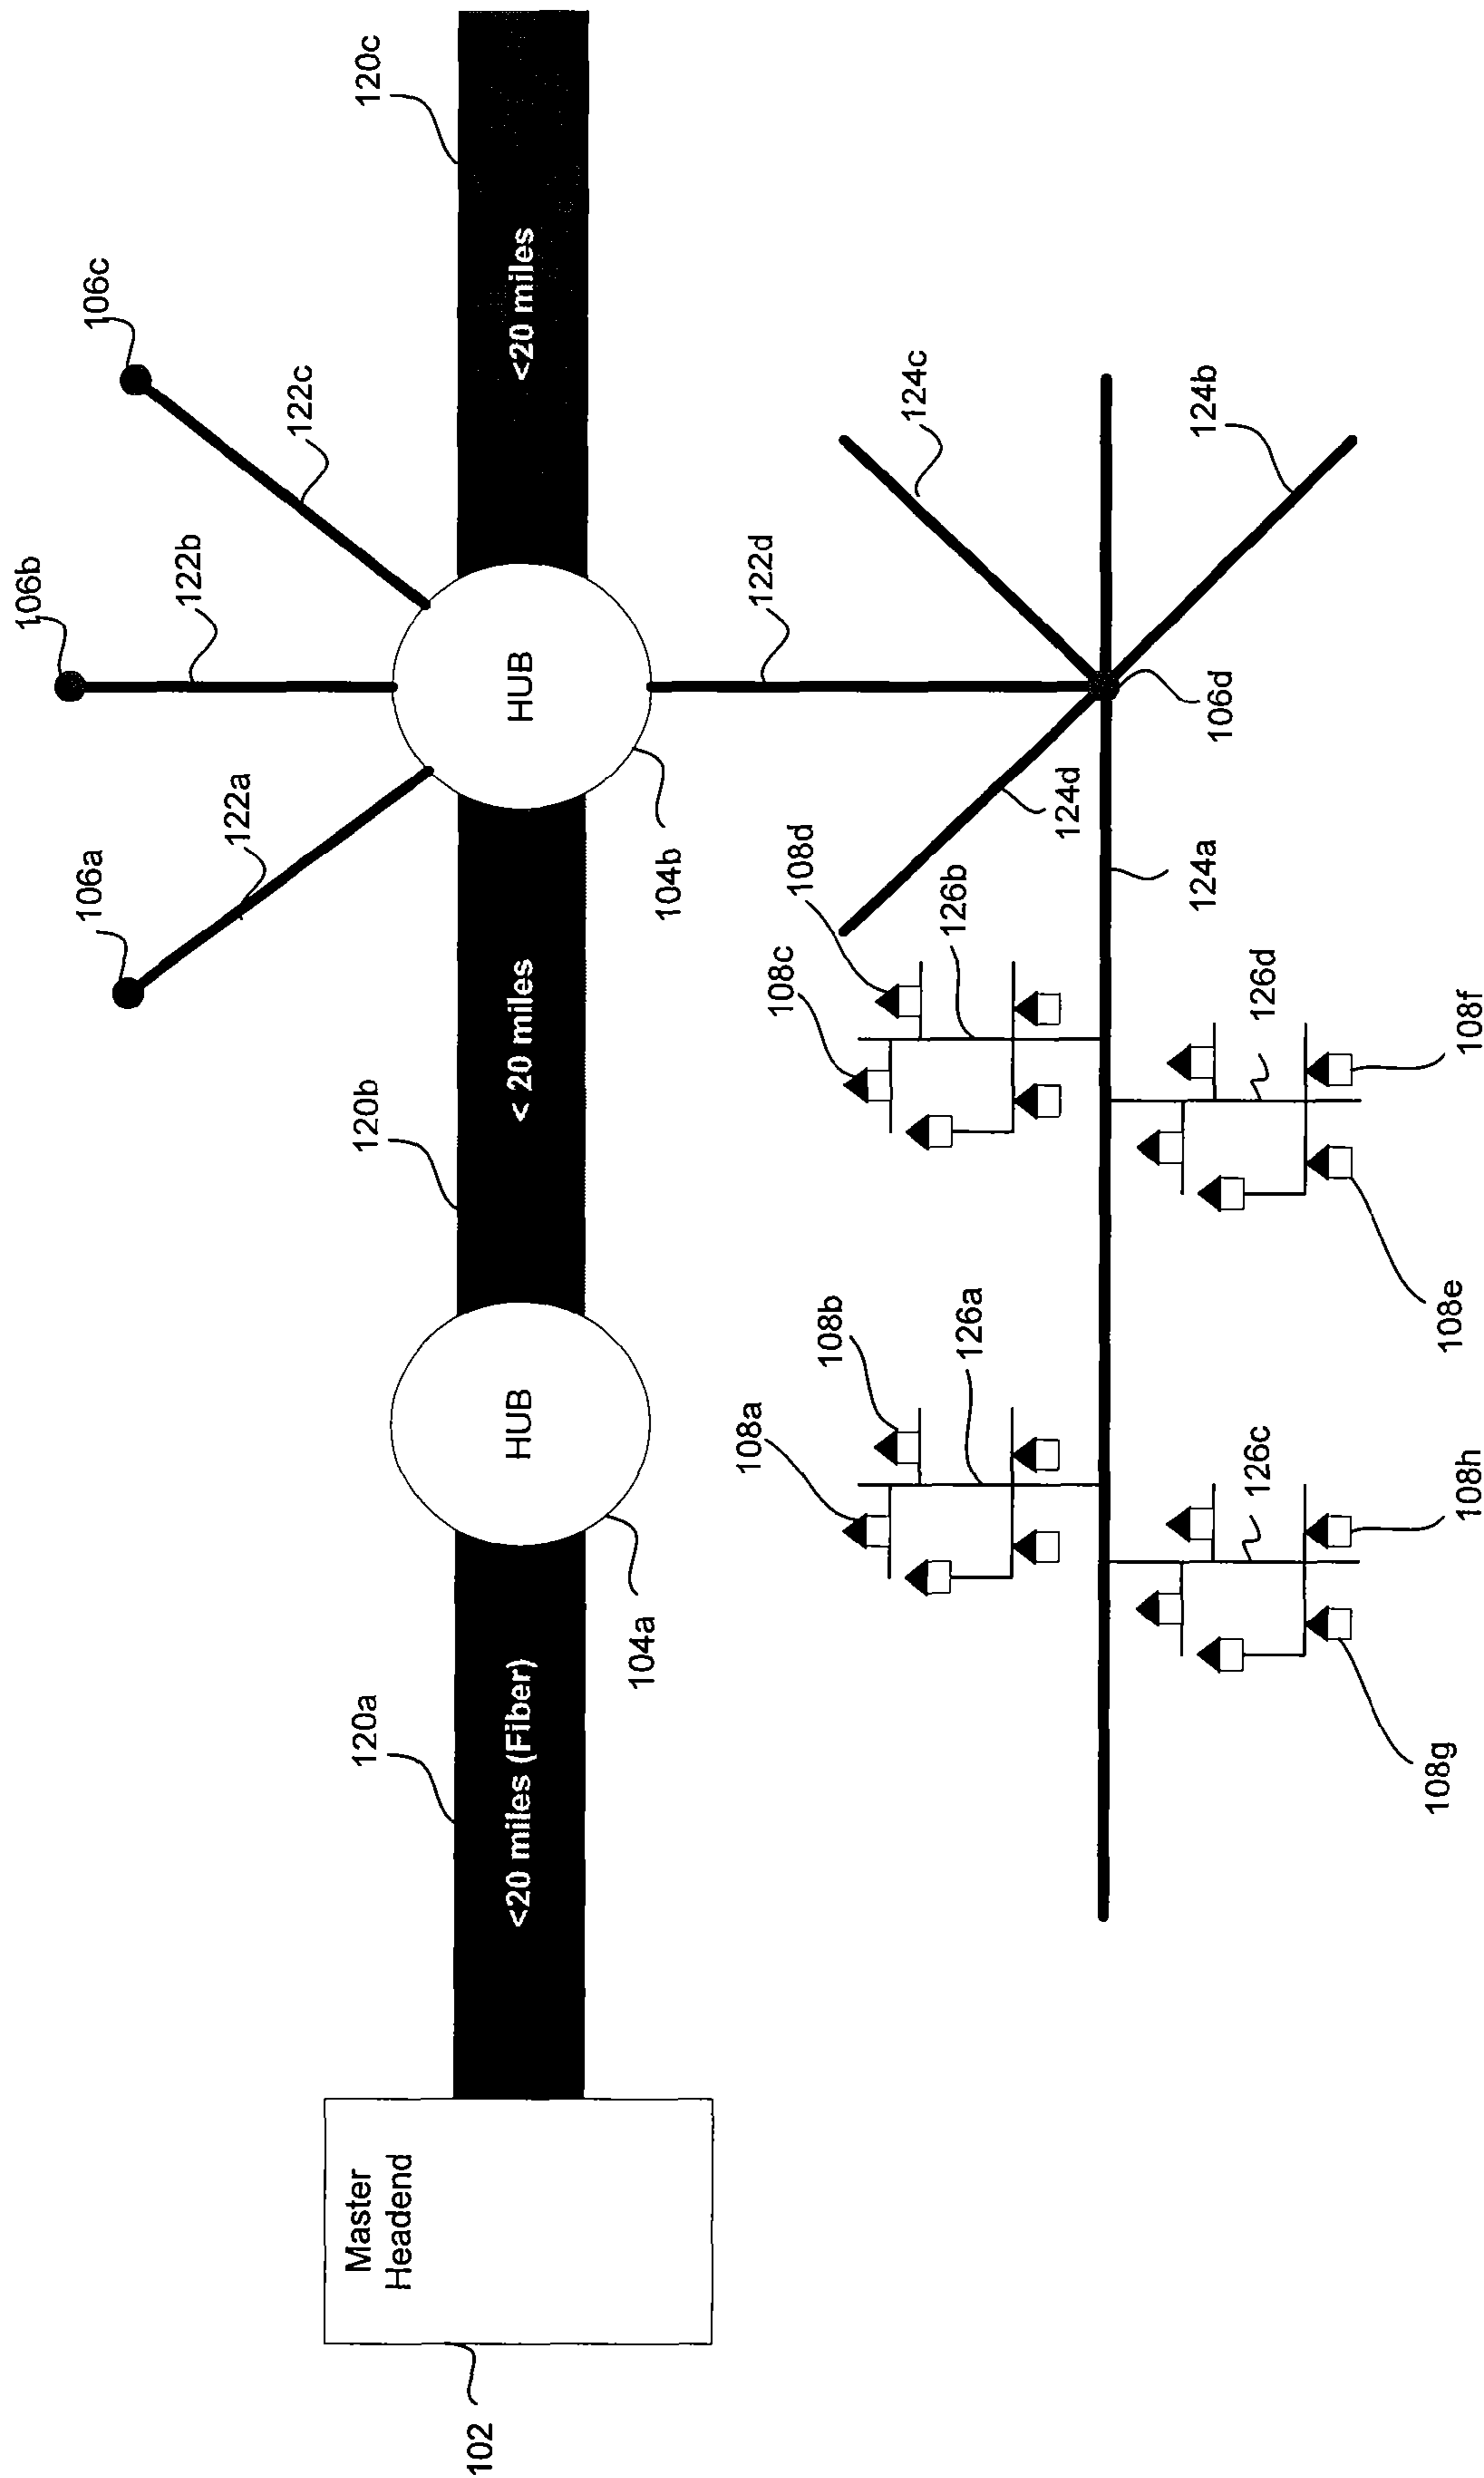 106b
106c
106a
122b
122c
122a
120c
120b
120a
Master
Headend
<20 miles (Fiber)
HUB
< 20 miles
HUB
<20 miles
102
104a
104b
122d
124c
124b
124d
106d
108a
108b
108c
108d
126a
126b
124a
126c
126d
108g
108h
108e
108f